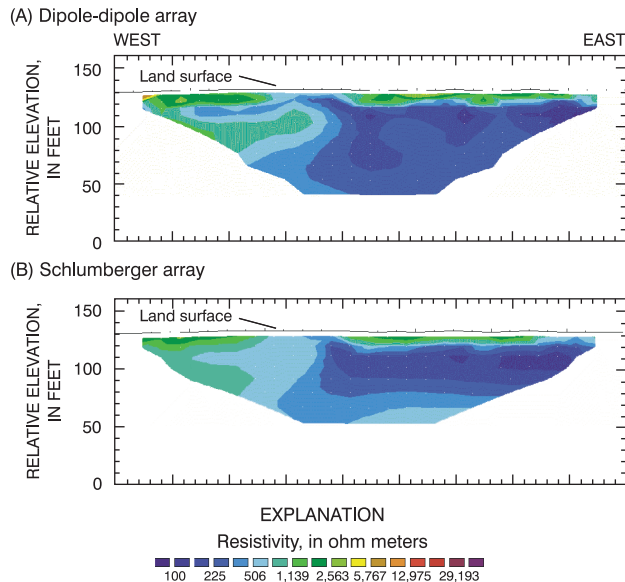 (A) Dipole-dipole array
WEST EAST
RELATIVE ELEVATION,
IN FEET
150
100
50
0
Land surface
(B) Schlumberger array
RELATIVE ELEVATION,
IN FEET
150
100
50
0
Land surface
EXPLANATION
Resistivity, in ohm meters
100 225 506 1,139 2,563 5,767 12,975 29,193